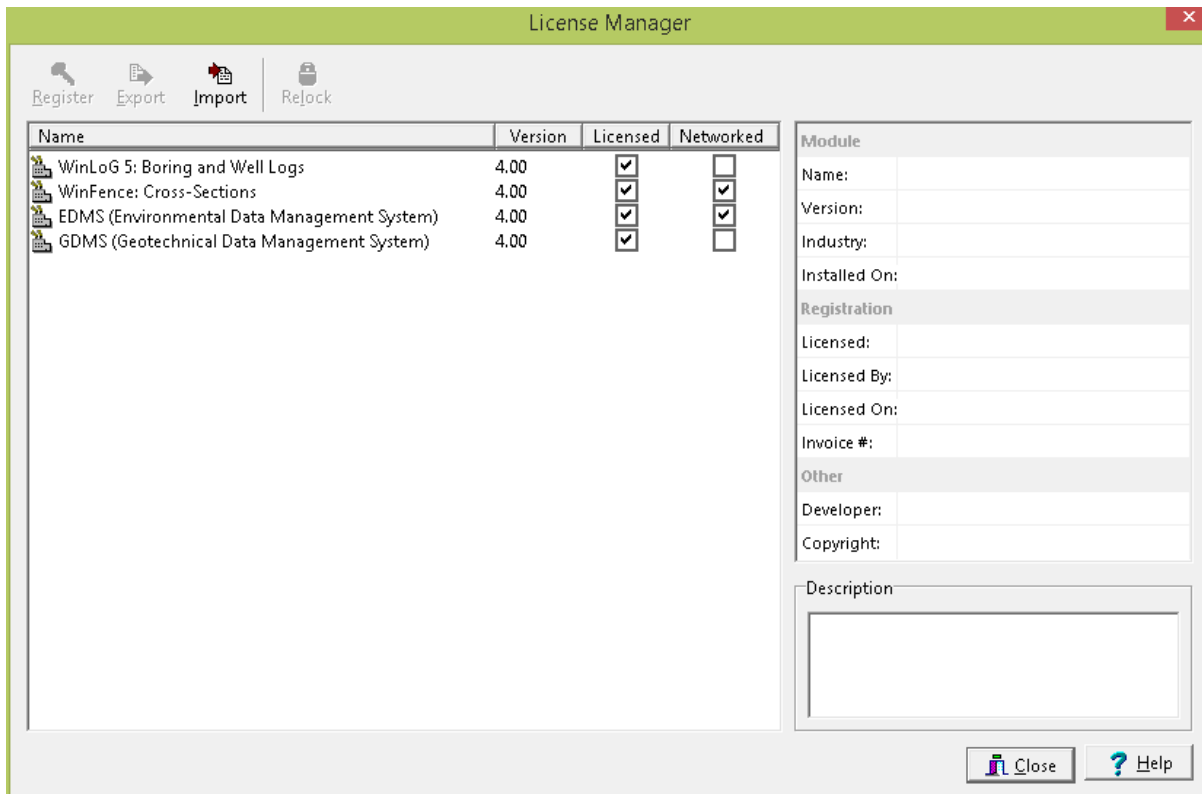 License Manager
Register Export Import Relock
Name Version Licensed Networked
WinLoG 5: Boring and Well Logs 4.00
WinFence: Cross-Sections 4.00
EDMS (Environmental Data Management System) 4.00
GDMS (Geotechnical Data Management System) 4.00
Module
Name:
Version:
Industry:
Installed On:
Registration
Licensed:
Licensed By:
Licensed On:
Invoice #:
Other
Developer:
Copyright:
Description
Close ? Help